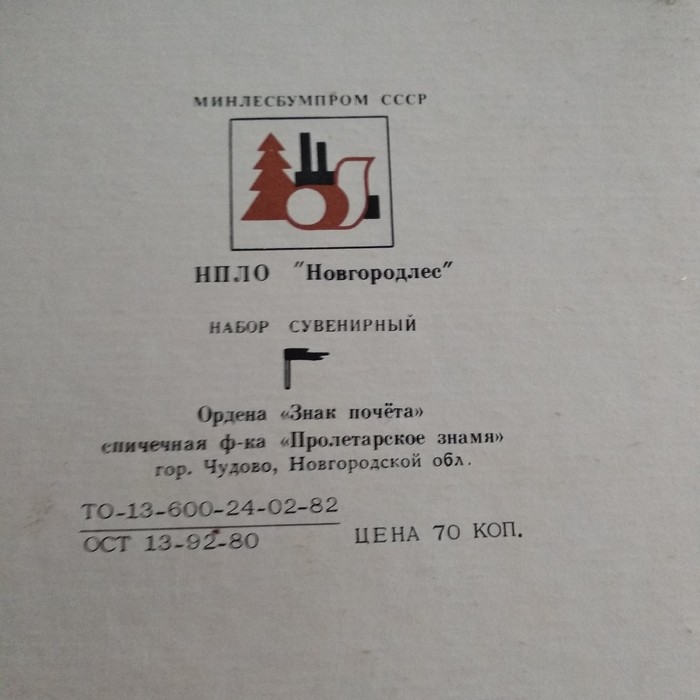 МИНЛЕСБУМПРОМ СССР
НПЛО "Новгородлес"
НАБОР СУВЕНИРНЫЙ
Ордена «Знак почёта»
спичечная ф-ка «Пролетарское знамя»
гор. Чудово, Новгородской обл.
ТО-13-600-24-02-82
ОСТ 13-92-80 ЦЕНА 70 КОП.